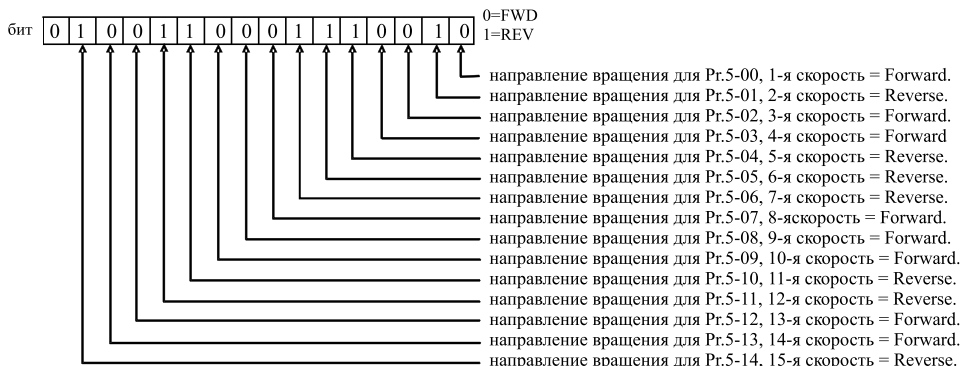 0=FWD
бит 0 1 0 0 1 1 0 0 0 1 1 1 0 0 1 0
1=REV
направление вращения для Pr.5-00, 1-я скорость = Forward.
направление вращения для Pr.5-01, 2-я скорость = Reverse.
направление вращения для Pr.5-02, 3-я скорость = Forward.
направление вращения для Pr.5-03, 4-я скорость = Forward
направление вращения для Pr.5-04, 5-я скорость = Reverse.
направление вращения для Pr.5-05, 6-я скорость = Reverse.
направление вращения для Pr.5-06, 7-я скорость = Reverse.
направление вращения для Pr.5-07, 8-яскорость = Forward.
направление вращения для Pr.5-08, 9-я скорость = Forward.
направление вращения для Pr.5-09, 10-я скорость = Forward.
направление вращения для Pr.5-10, 11-я скорость = Reverse.
направление вращения для Pr.5-11, 12-я скорость = Reverse.
направление вращения для Pr.5-12, 13-я скорость = Forward.
направление вращения для Pr.5-13, 14-я скорость = Forward.
направление вращения для Pr.5-14, 15-я скорость = Reverse.